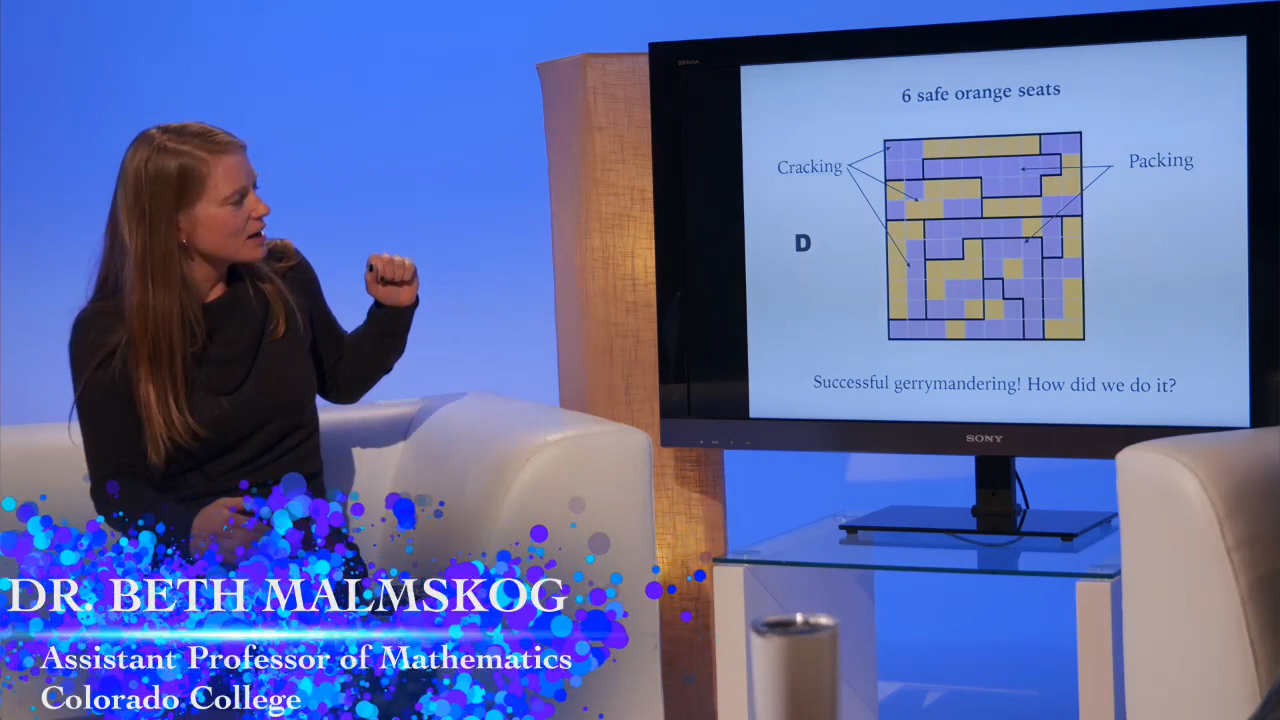 BRAVIA
6 safe orange seats
Cracking
Packing
D
Successful gerrymandering! How did we do it?
SONY
DR. BETH MALMSKOG
Assistant Professor of Mathematics
Colorado College